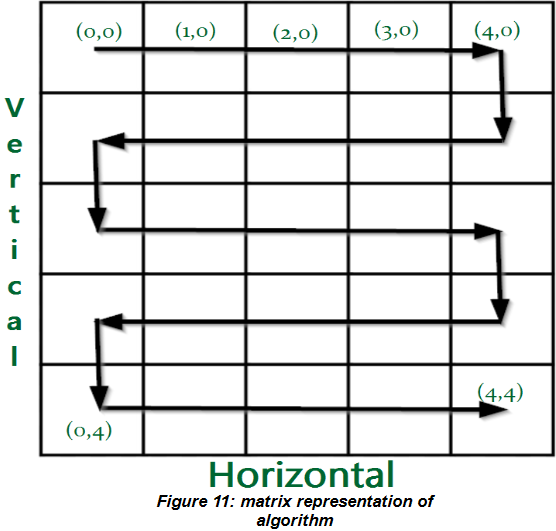 (0,0) (1,0) (2,0) (3,0) (4,0)
Vertical
(4,4)
(0,4)
Horizontal
Figure 11: matrix representation of
algorithm